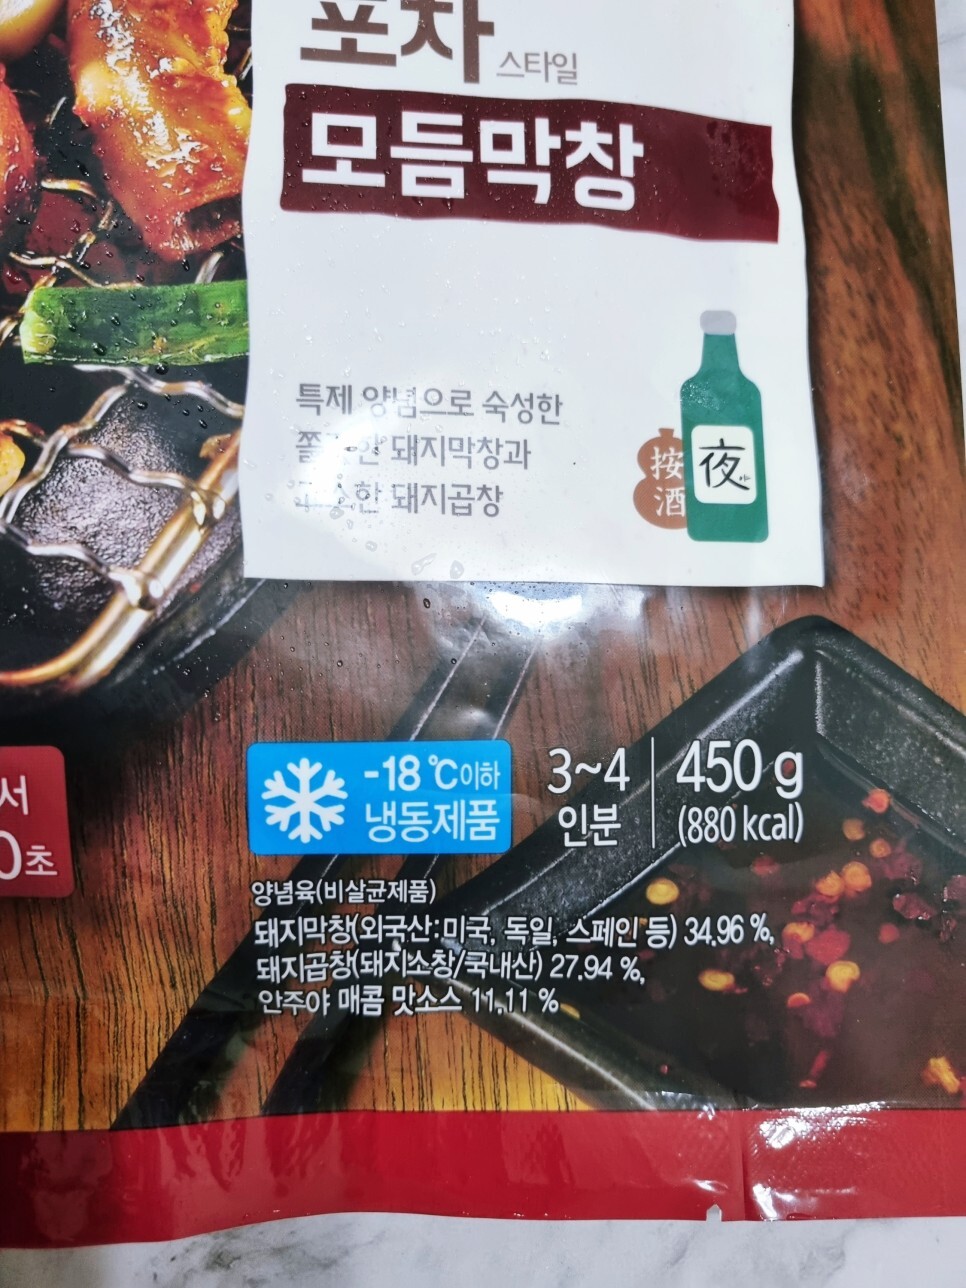 포차 스타일
모듬막창
특제 양념으로 숙성한
돼지막창과
돼지곱창
按酒
夜
서
0초
-18 ℃이하
냉동제품
3~4
인분
450 g
(880 kcal)
양념육(비살균제품)
돼지막창(외국산:미국, 독일, 스페인 등) 34.96 %,
돼지곱창(돼지소창/국내산) 27.94 %,
안주야 매콤 맛소스 11.11 %